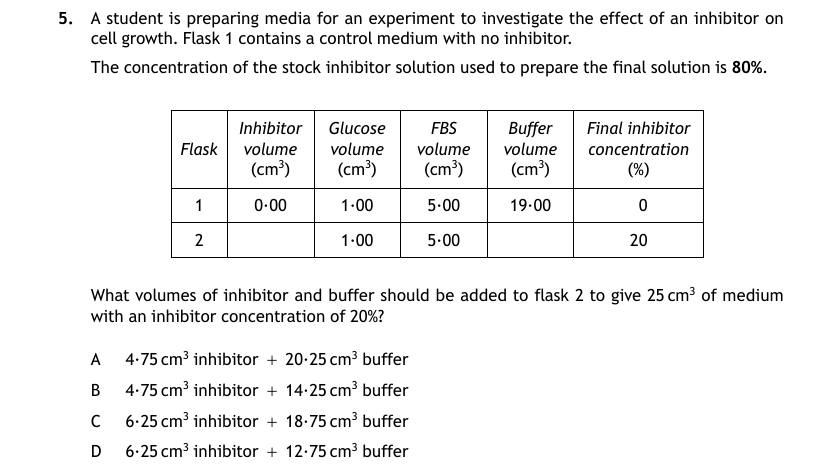 5. A student is preparing media for an experiment to investigate the effect of an inhibitor on
cell growth. Flask 1 contains a control medium with no inhibitor.
The concentration of the stock inhibitor solution used to prepare the final solution is 80%.
Flask Inhibitor volume (cm³) Glucose volume (cm³) FBS volume (cm³) Buffer volume (cm³) Final inhibitor concentration (%)
1 0·00 1·00 5·00 19·00 0
2 1·00 5·00 20
What volumes of inhibitor and buffer should be added to flask 2 to give 25 cm³ of medium
with an inhibitor concentration of 20%?
A 4·75 cm³ inhibitor + 20·25 cm³ buffer
B 4·75 cm³ inhibitor + 14·25 cm³ buffer
C 6·25 cm³ inhibitor + 18·75 cm³ buffer
D 6·25 cm³ inhibitor + 12·75 cm³ buffer